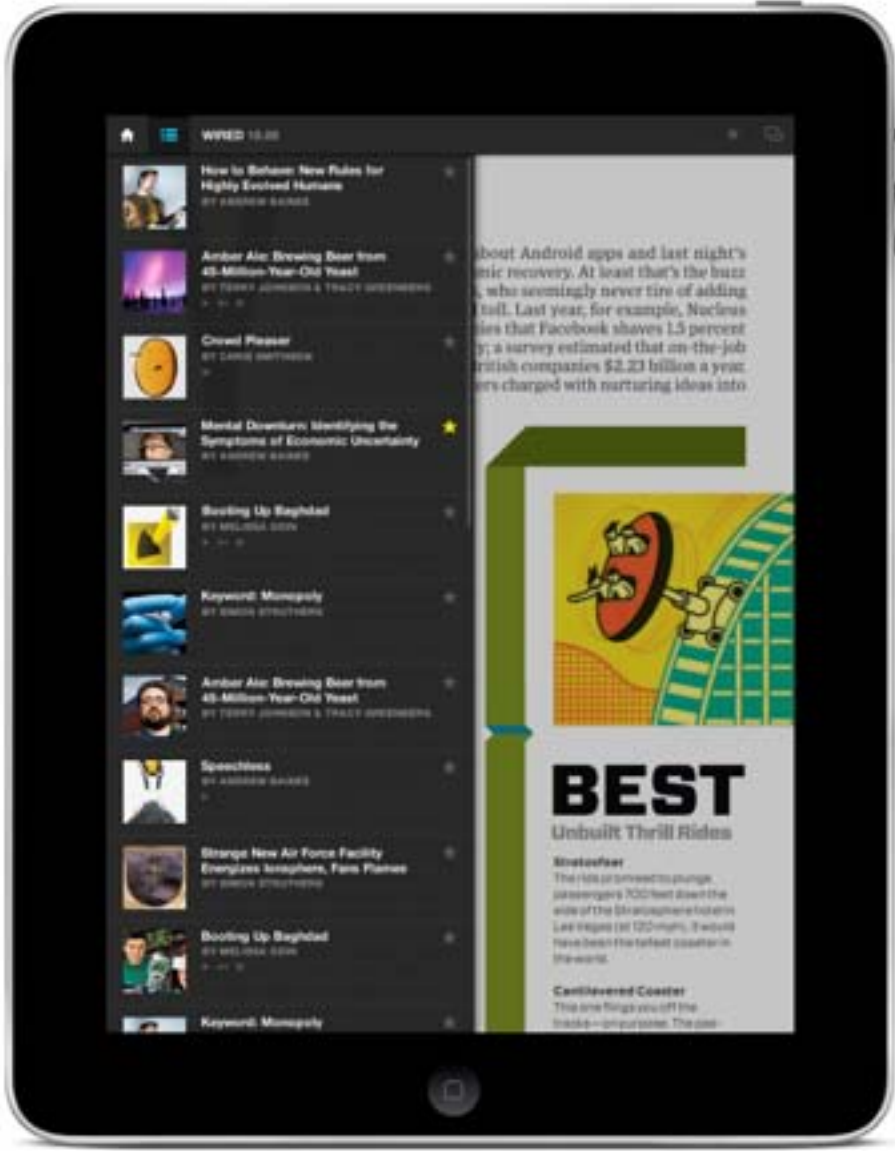 WIRED
How to Behave: New Rules for
Highly Evolved Humans
BY ANDREW BAINES
Amber Ale: Brewing Beer from
45-Million-Year-Old Yeast
BY TERRY JOHNSON & TRACY GREENBERG
Crowd Pleaser
BY CHRIS
Mental Downturn: Identifying the
Symptoms of Economic Uncertainty
BY ANDREW BAINES
Booting Up Baghdad
BY MELISSA
Keyword: Monopoly
BY SIMON STRUTHERS
Amber Ale: Brewing Beer from
45-Million-Year-Old Yeast
BY TERRY JOHNSON & TRACY GREENBERG
Speechless
BY ANDREW BAINES
Strange New Air Force Facility
Energizes Ionosphere, Fans Flames
BY SIMON STRUTHERS
Booting Up Baghdad
BY MELISSA
Keyword: Monopoly
about Android apps and last night's
mic recovery. At least that's the buzz
, who seemingly never tire of adding
toll. Last year, for example, Nucleus
ies that Facebook shaves 1.5 percent
y; a survey estimated that on-the-job
British companies $2.23 billion a year.
ers charged with nurturing ideas into
BEST
Unbuilt Thrill Rides
Stratosfear
The ride promised to plunge
passengers 700 feet down the
side of the Stratosphere hotel in
Las Vegas (at 120 mph). It would
have been the tallest coaster in
the world.
Cantilevered Coaster
This one flings you off the
tracks—on purpose. The pas-